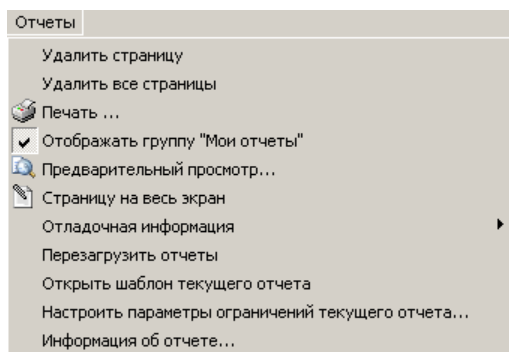 Отчеты
Удалить страницу
Удалить все страницы
Печать ...
Отображать группу "Мои отчеты"
Предварительный просмотр...
Страницу на весь экран
Отладочная информация
Перезагрузить отчеты
Открыть шаблон текущего отчета
Настроить параметры ограничений текущего отчета...
Информация об отчете...